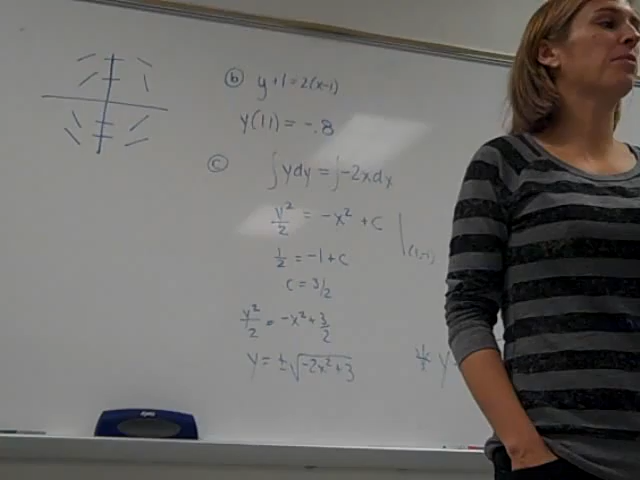 ⓑ y+1=2(x-1)
y(1.1) = -.8
ⓒ ∫ydy = ∫-2xdx
y²/2 = -x² + C |(1,-1)
1/2 = -1 + C
C = 3/2
y²/2 = -x² + 3/2
y = ±√(-2x²+3)
EXPO